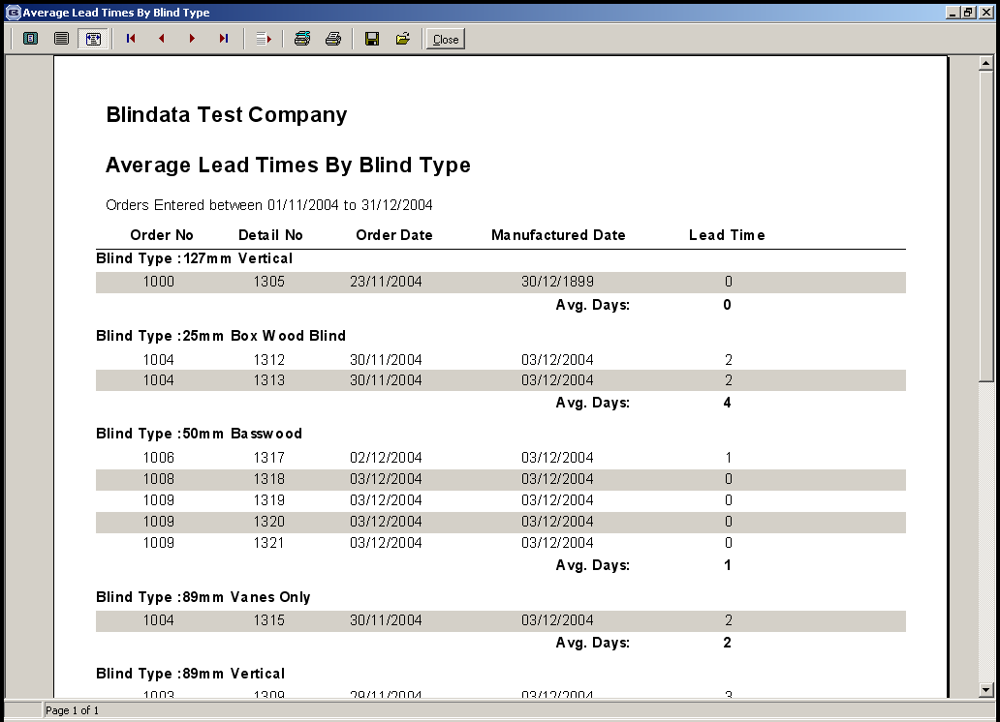 Average Lead Times By Blind Type
Close
Blindata Test Company
Average Lead Times By Blind Type
Orders Entered between 01/11/2004 to 31/12/2004
Order No Detail No Order Date Manufactured Date Lead Time
Blind Type :127mm Vertical
1000 1305 23/11/2004 30/12/1899 0
Avg. Days: 0
Blind Type :25mm Box Wood Blind
1004 1312 30/11/2004 03/12/2004 2
1004 1313 30/11/2004 03/12/2004 2
Avg. Days: 4
Blind Type :50mm Basswood
1006 1317 02/12/2004 03/12/2004 1
1008 1318 03/12/2004 03/12/2004 0
1009 1319 03/12/2004 03/12/2004 0
1009 1320 03/12/2004 03/12/2004 0
1009 1321 03/12/2004 03/12/2004 0
Avg. Days: 1
Blind Type :89mm Vanes Only
1004 1315 30/11/2004 03/12/2004 2
Avg. Days: 2
Blind Type :89mm Vertical
1003 1309 29/11/2004 03/12/2004 3
Page 1 of 1